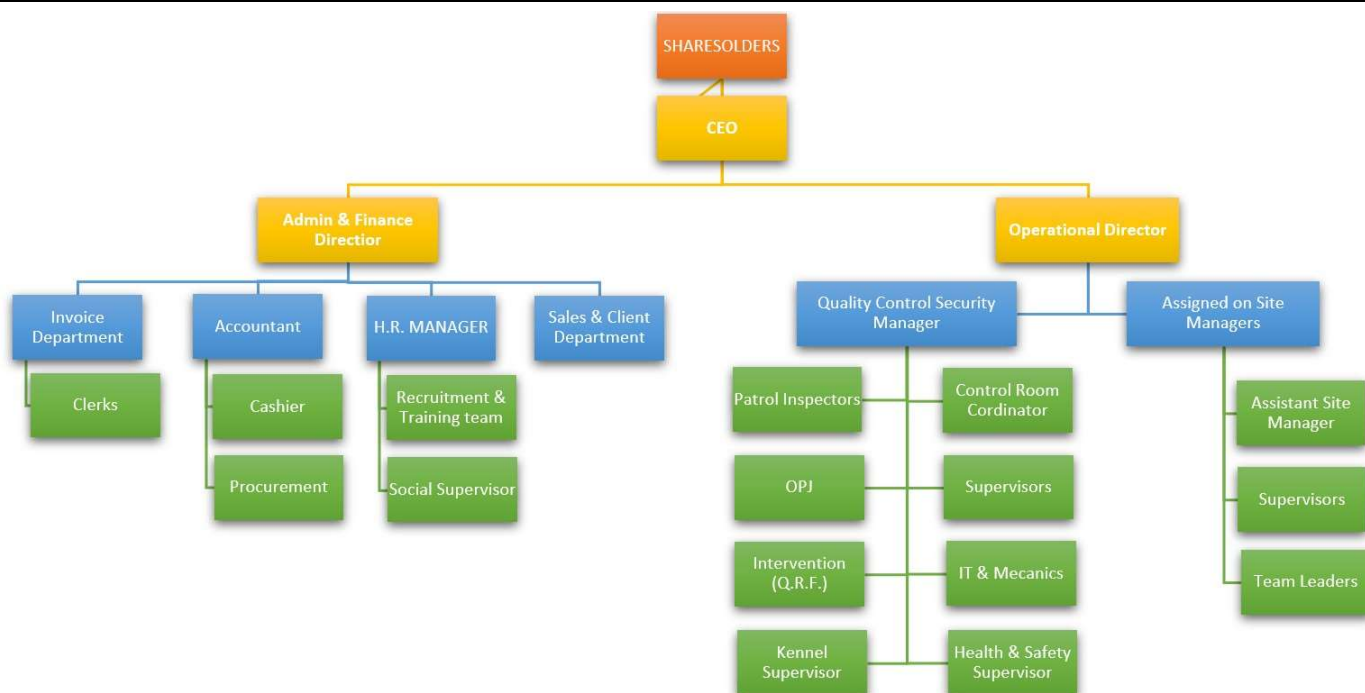 SHARESOLDERS
CEO
Admin & Finance
Directior
Operational Director
Invoice
Department
Accountant
H.R. MANAGER
Sales & Client
Department
Quality Control Security
Manager
Assigned on Site
Managers
Clerks
Cashier
Procurement
Recruitment &
Training team
Social Supervisor
Patrol Inspectors
Control Room
Cordinator
OPJ
Supervisors
Intervention
(Q.R.F.)
IT & Mecanics
Kennel
Supervisor
Health & Safety
Supervisor
Assistant Site
Manager
Supervisors
Team Leaders